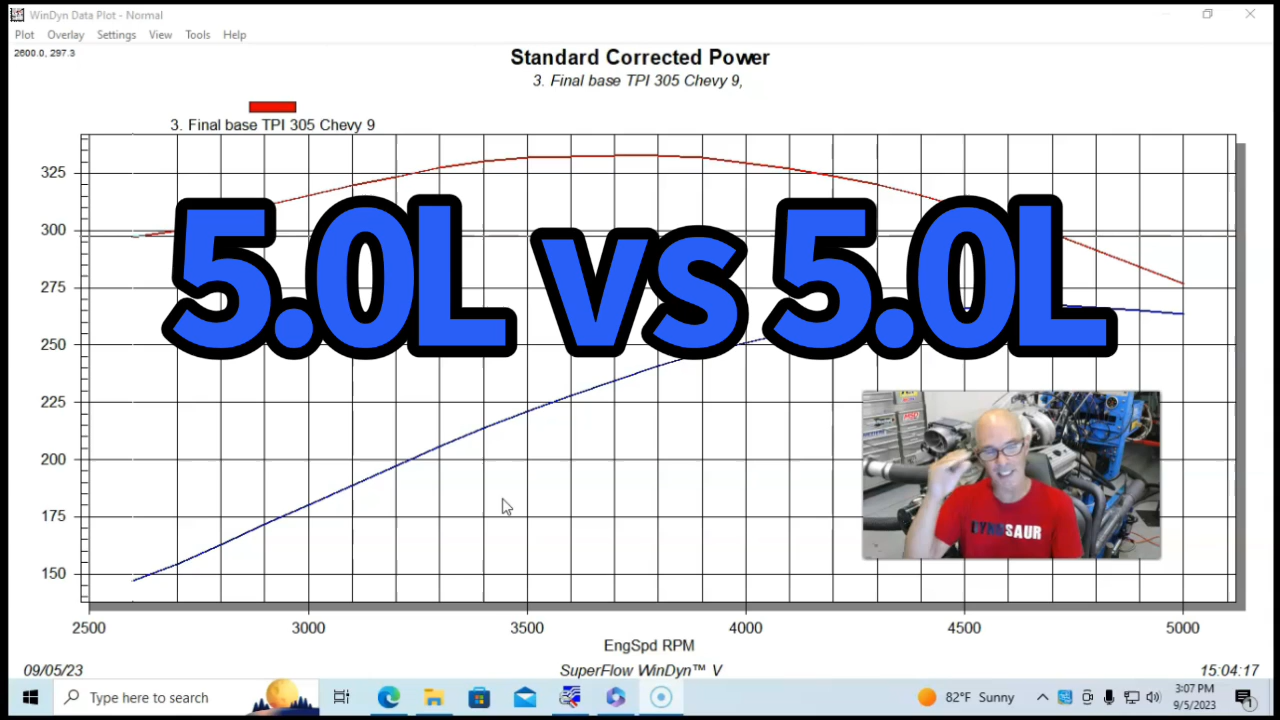 WinDyn Data Plot - Normal
Plot Overlay Settings View Tools Help
2600.0, 297.3
Standard Corrected Power
3. Final base TPI 305 Chevy 9,
3. Final base TPI 305 Chevy 9
325
300
275
250
225
200
175
150
5.0L vs 5.0L
DYNOSAUR
2500 3000 3500 4000 4500 5000
EngSpd RPM
09/05/23 SuperFlow WinDyn™ V 15:04:17
Type here to search 82°F Sunny 3:07 PM
9/5/2023
1